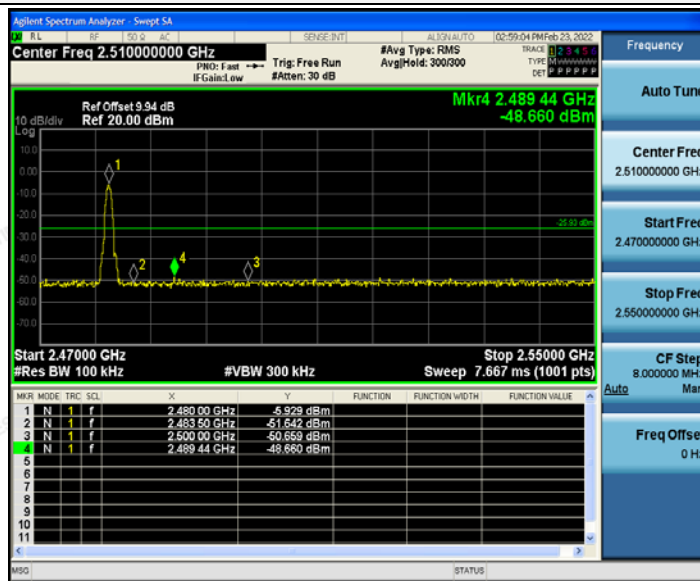 Agilent Spectrum Analyzer - Swept SA
RL RF 50 Ω AC SENSE:INT ALIGN AUTO 02:59:04 PM Feb 23, 2022
Center Freq 2.510000000 GHz #Avg Type: RMS TRACE 1 2 3 4 5 6
PNO: Fast Trig: Free Run Avg|Hold: 300/300 TYPE M W W W W W
IFGain:Low #Atten: 30 dB DET P P P P P P
Ref Offset 9.94 dB Mkr4 2.489 44 GHz
10 dB/div Ref 20.00 dBm -48.660 dBm
Log
10.0
0.00
-10.0
-20.0
-30.0
-40.0
-50.0
-60.0
-70.0
1
2
4
3
-25.93 dBm
Start 2.47000 GHz Stop 2.55000 GHz
#Res BW 100 kHz #VBW 300 kHz Sweep 7.667 ms (1001 pts)
MKR MODE TRC SCL X Y FUNCTION FUNCTION WIDTH FUNCTION VALUE
1 N 1 f 2.480 00 GHz -5.929 dBm
2 N 1 f 2.483 50 GHz -51.642 dBm
3 N 1 f 2.500 00 GHz -50.659 dBm
4 N 1 f 2.489 44 GHz -48.660 dBm
5
6
7
8
9
10
11
MSG STATUS
Frequency
Auto Tune
Center Freq
2.510000000 GHz
Start Freq
2.470000000 GHz
Stop Freq
2.550000000 GHz
CF Step
8.000000 MHz
Auto Man
Freq Offset
0 Hz